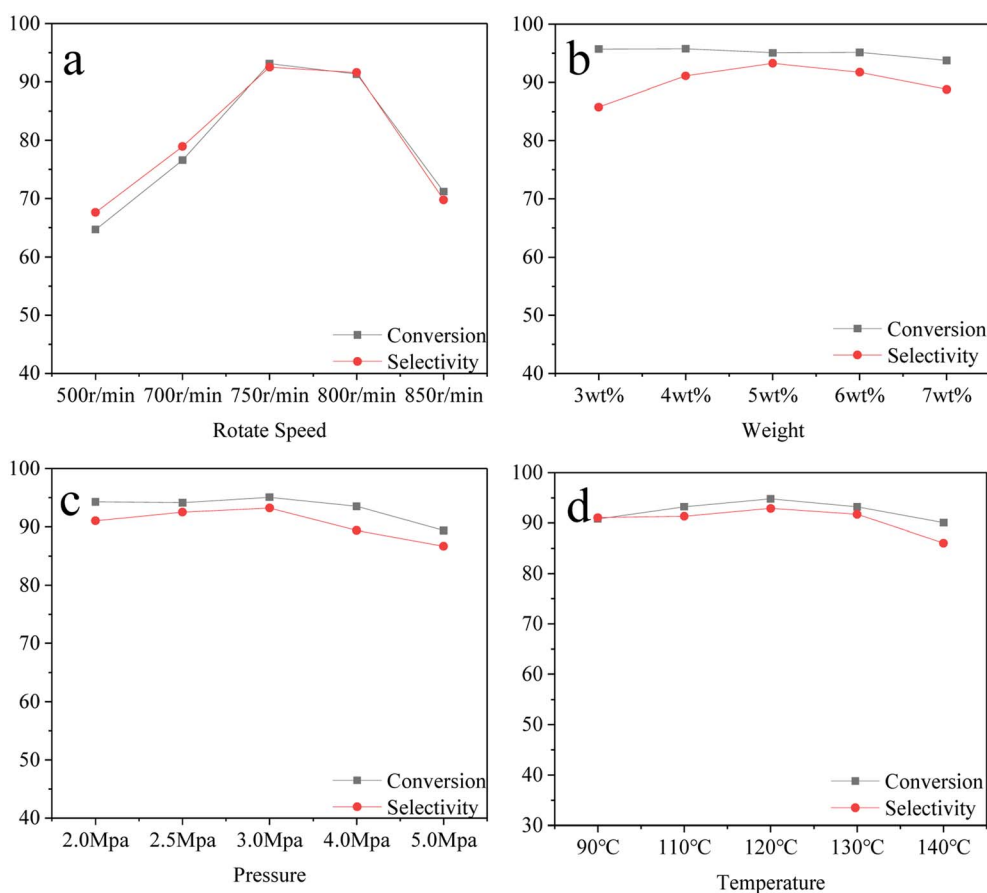 a
100
90
80
70
60
50
40
Conversion
Selectivity
500r/min 700r/min 750r/min 800r/min 850r/min
Rotate Speed
b
100
90
80
70
60
50
40
Conversion
Selectivity
3wt% 4wt% 5wt% 6wt% 7wt%
Weight
c
100
90
80
70
60
50
40
Conversion
Selectivity
2.0Mpa 2.5Mpa 3.0Mpa 4.0Mpa 5.0Mpa
Pressure
d
100
90
80
70
60
50
40
30
Conversion
Selectivity
90℃ 110℃ 120℃ 130℃ 140℃
Temperature